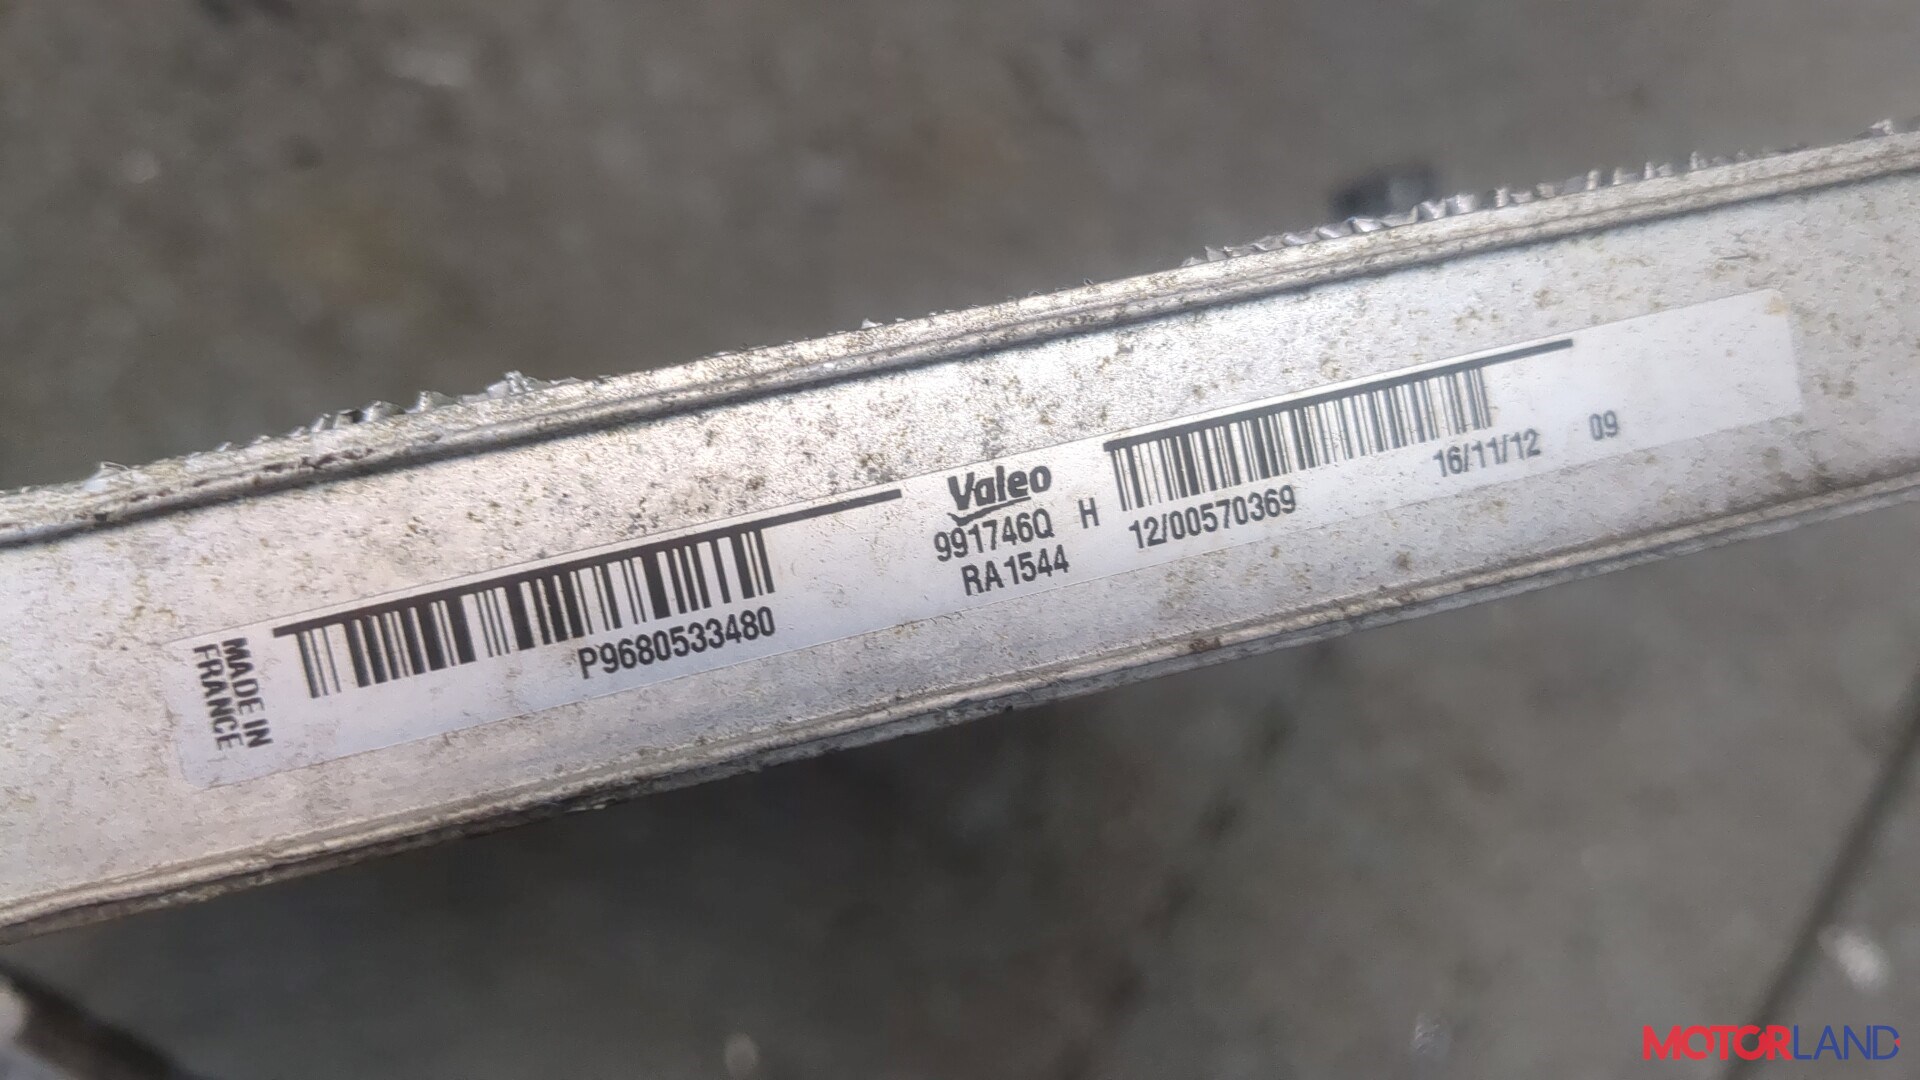 MADE IN
FRANCE
P9680533480
Valeo
991746Q H
RA1544
12/00570369
16/11/12
09
MOTORLAND